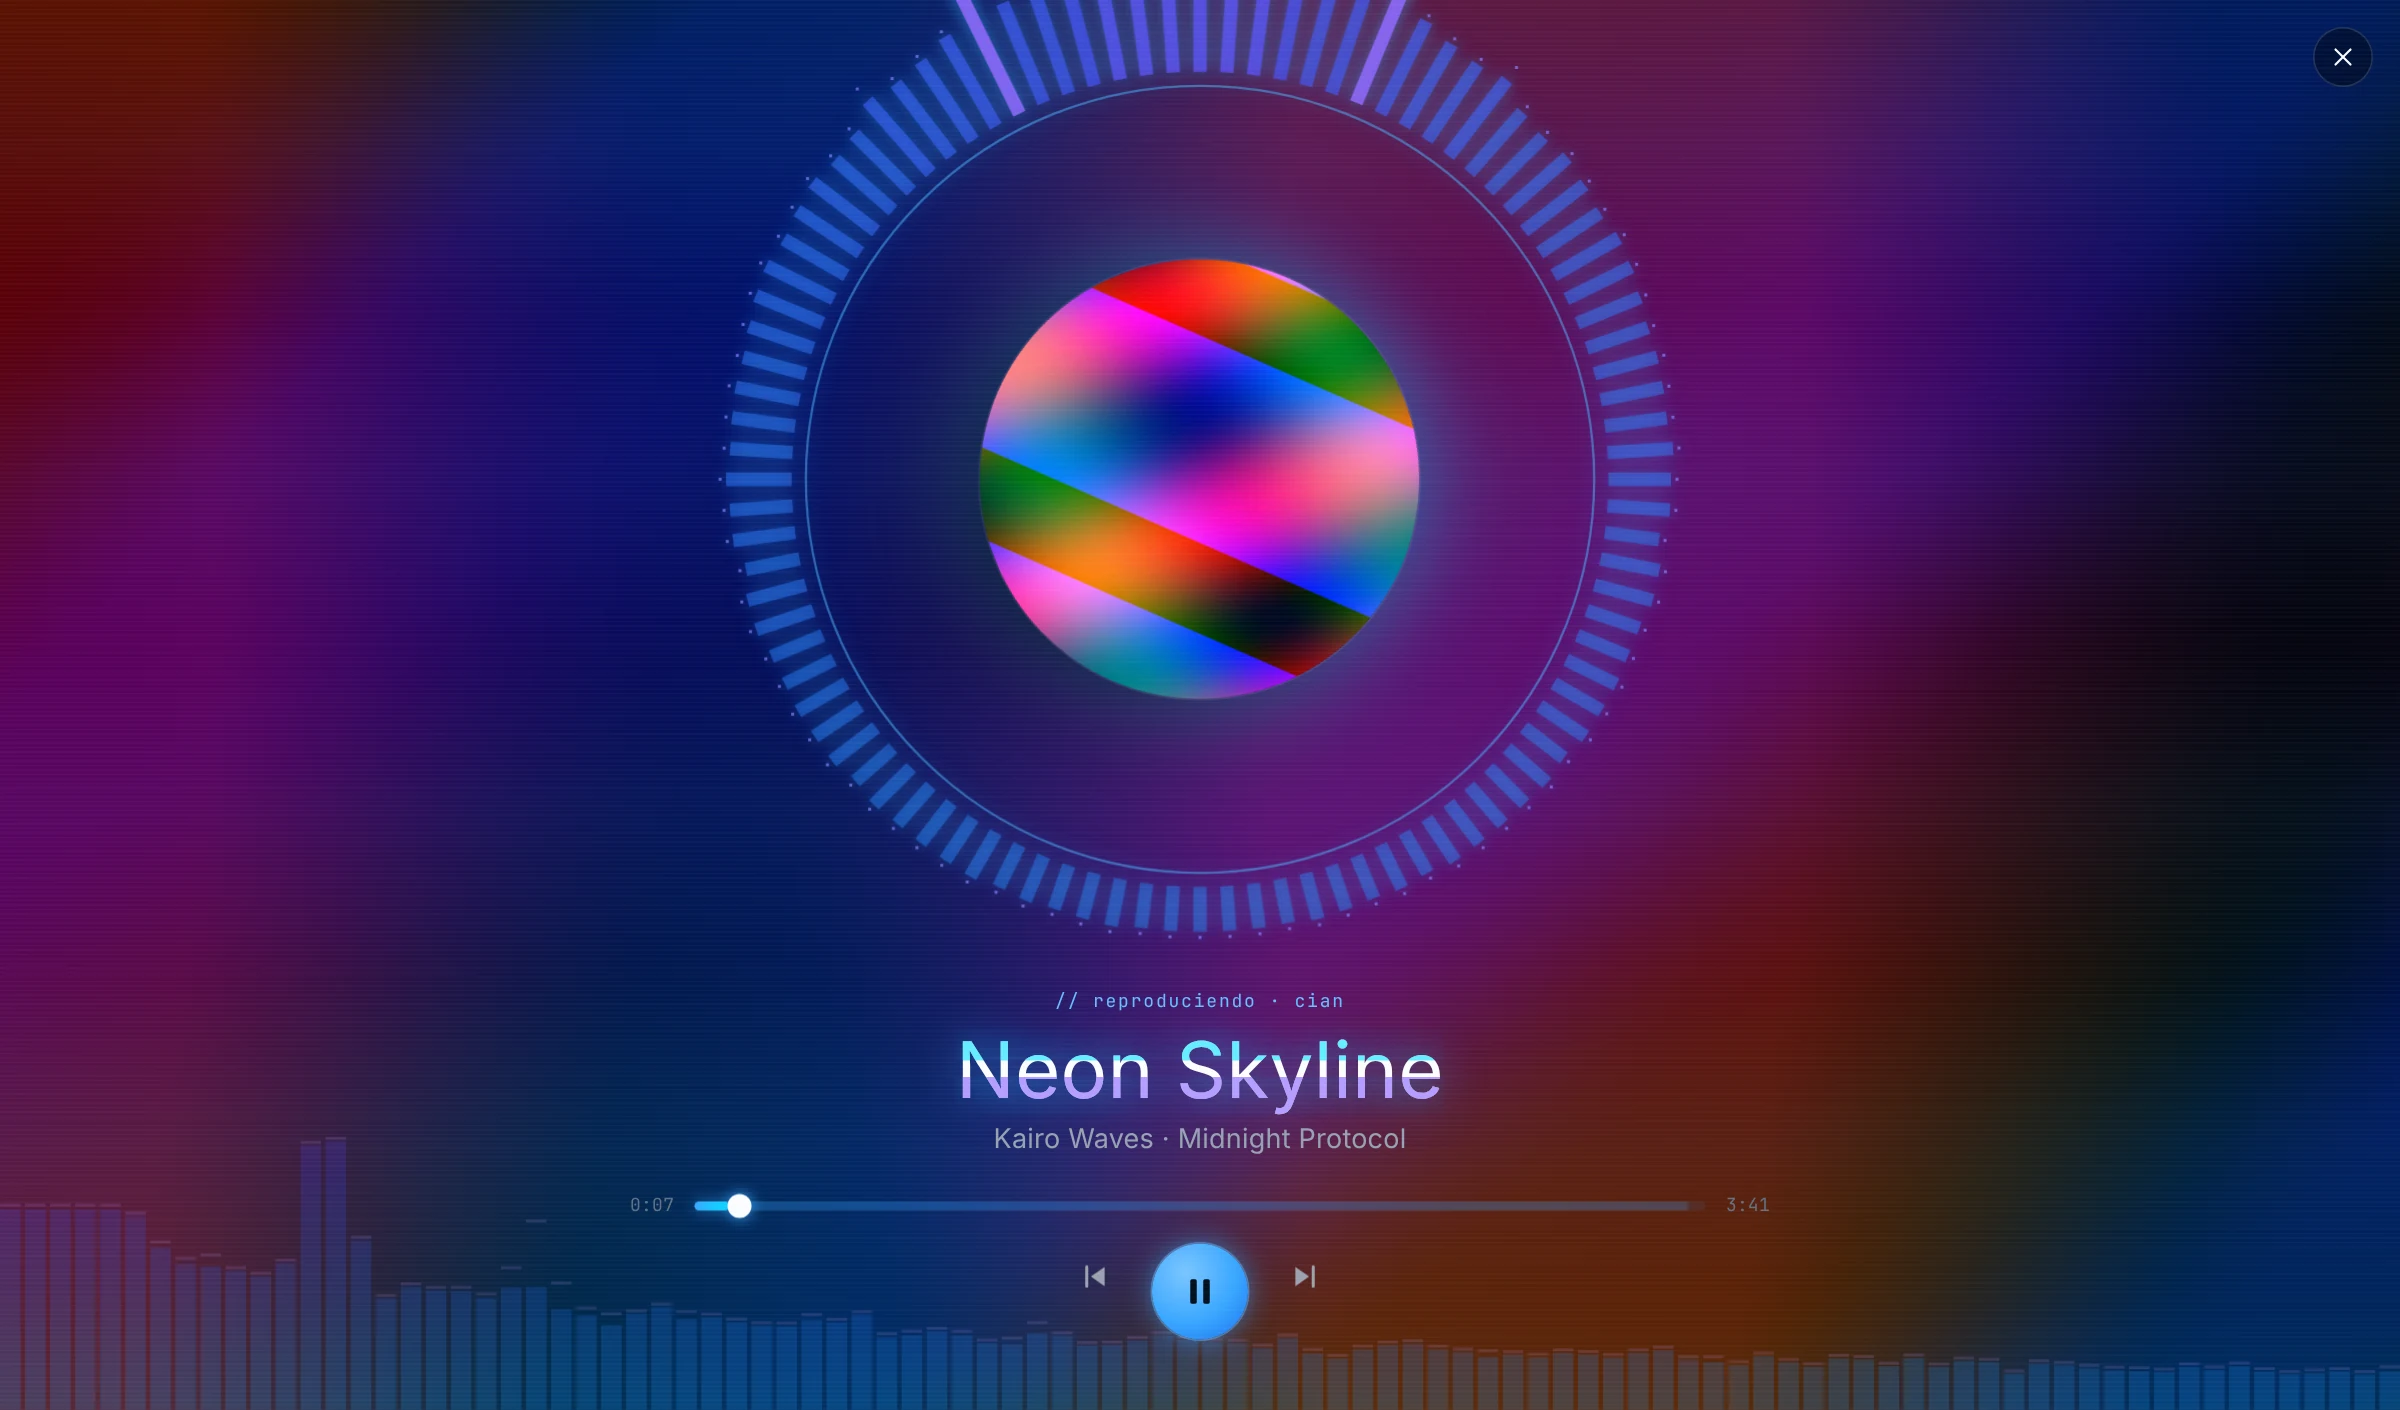 // reproduciendo · cian
Neon Skyline
Kairo Waves · Midnight Protocol
0:07
3:41